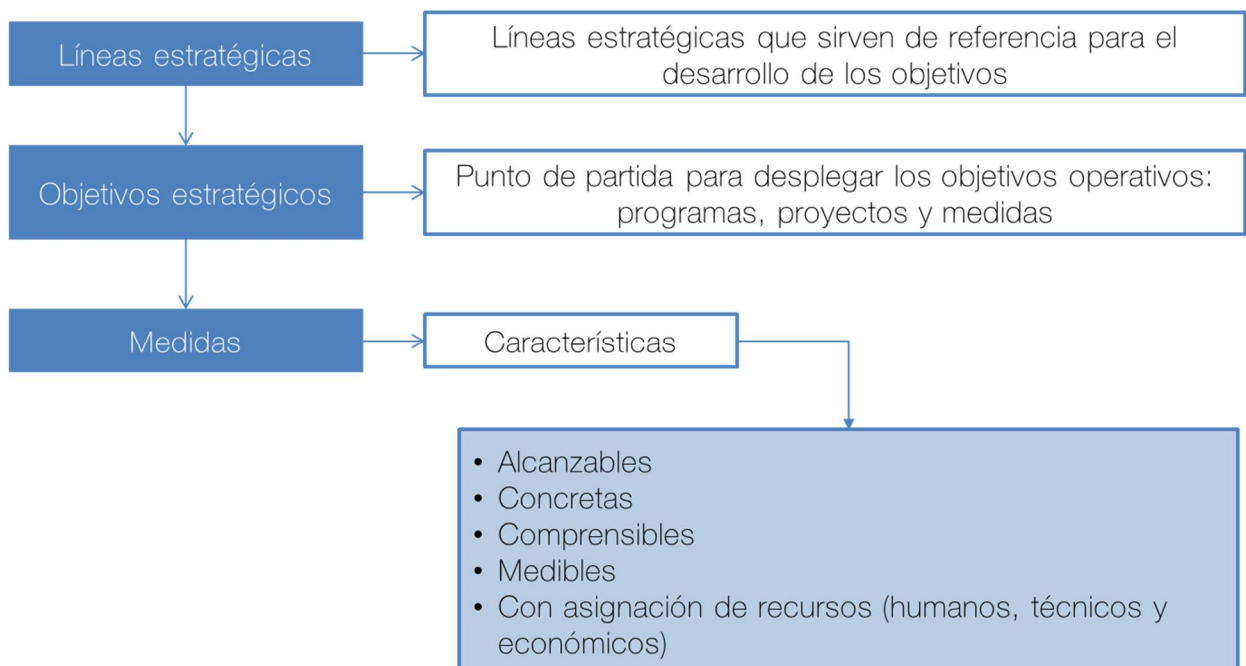 Líneas estratégicas
Líneas estratégicas que sirven de referencia para el
desarrollo de los objetivos
Objetivos estratégicos
Punto de partida para desplegar los objetivos operativos:
programas, proyectos y medidas
Medidas
Característícas
• Alcanzables
• Concretas
• Comprensibles
• Medibles
• Con asignación de recursos (humanos, técnicos y
económicos)